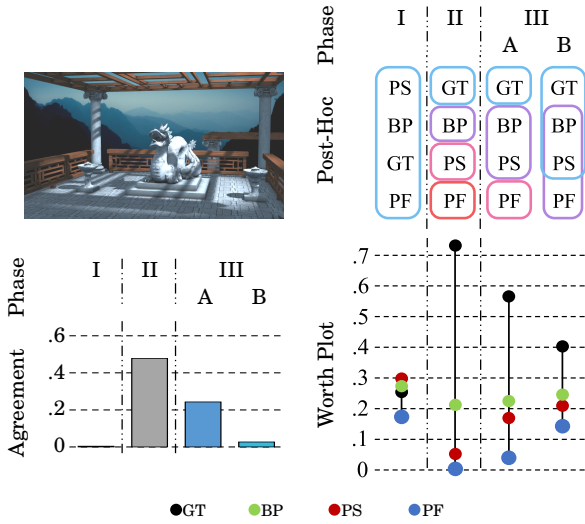 Phase I II III
A B
Post-Hoc
PS GT GT GT
BP BP BP BP
GT PS PS PS
PF PF PF PF
Phase I II III
A B
Agreement
.6
.4
.2
0
Worth Plot
.7
.6
.5
.4
.3
.2
.1
0
GT BP PS PF